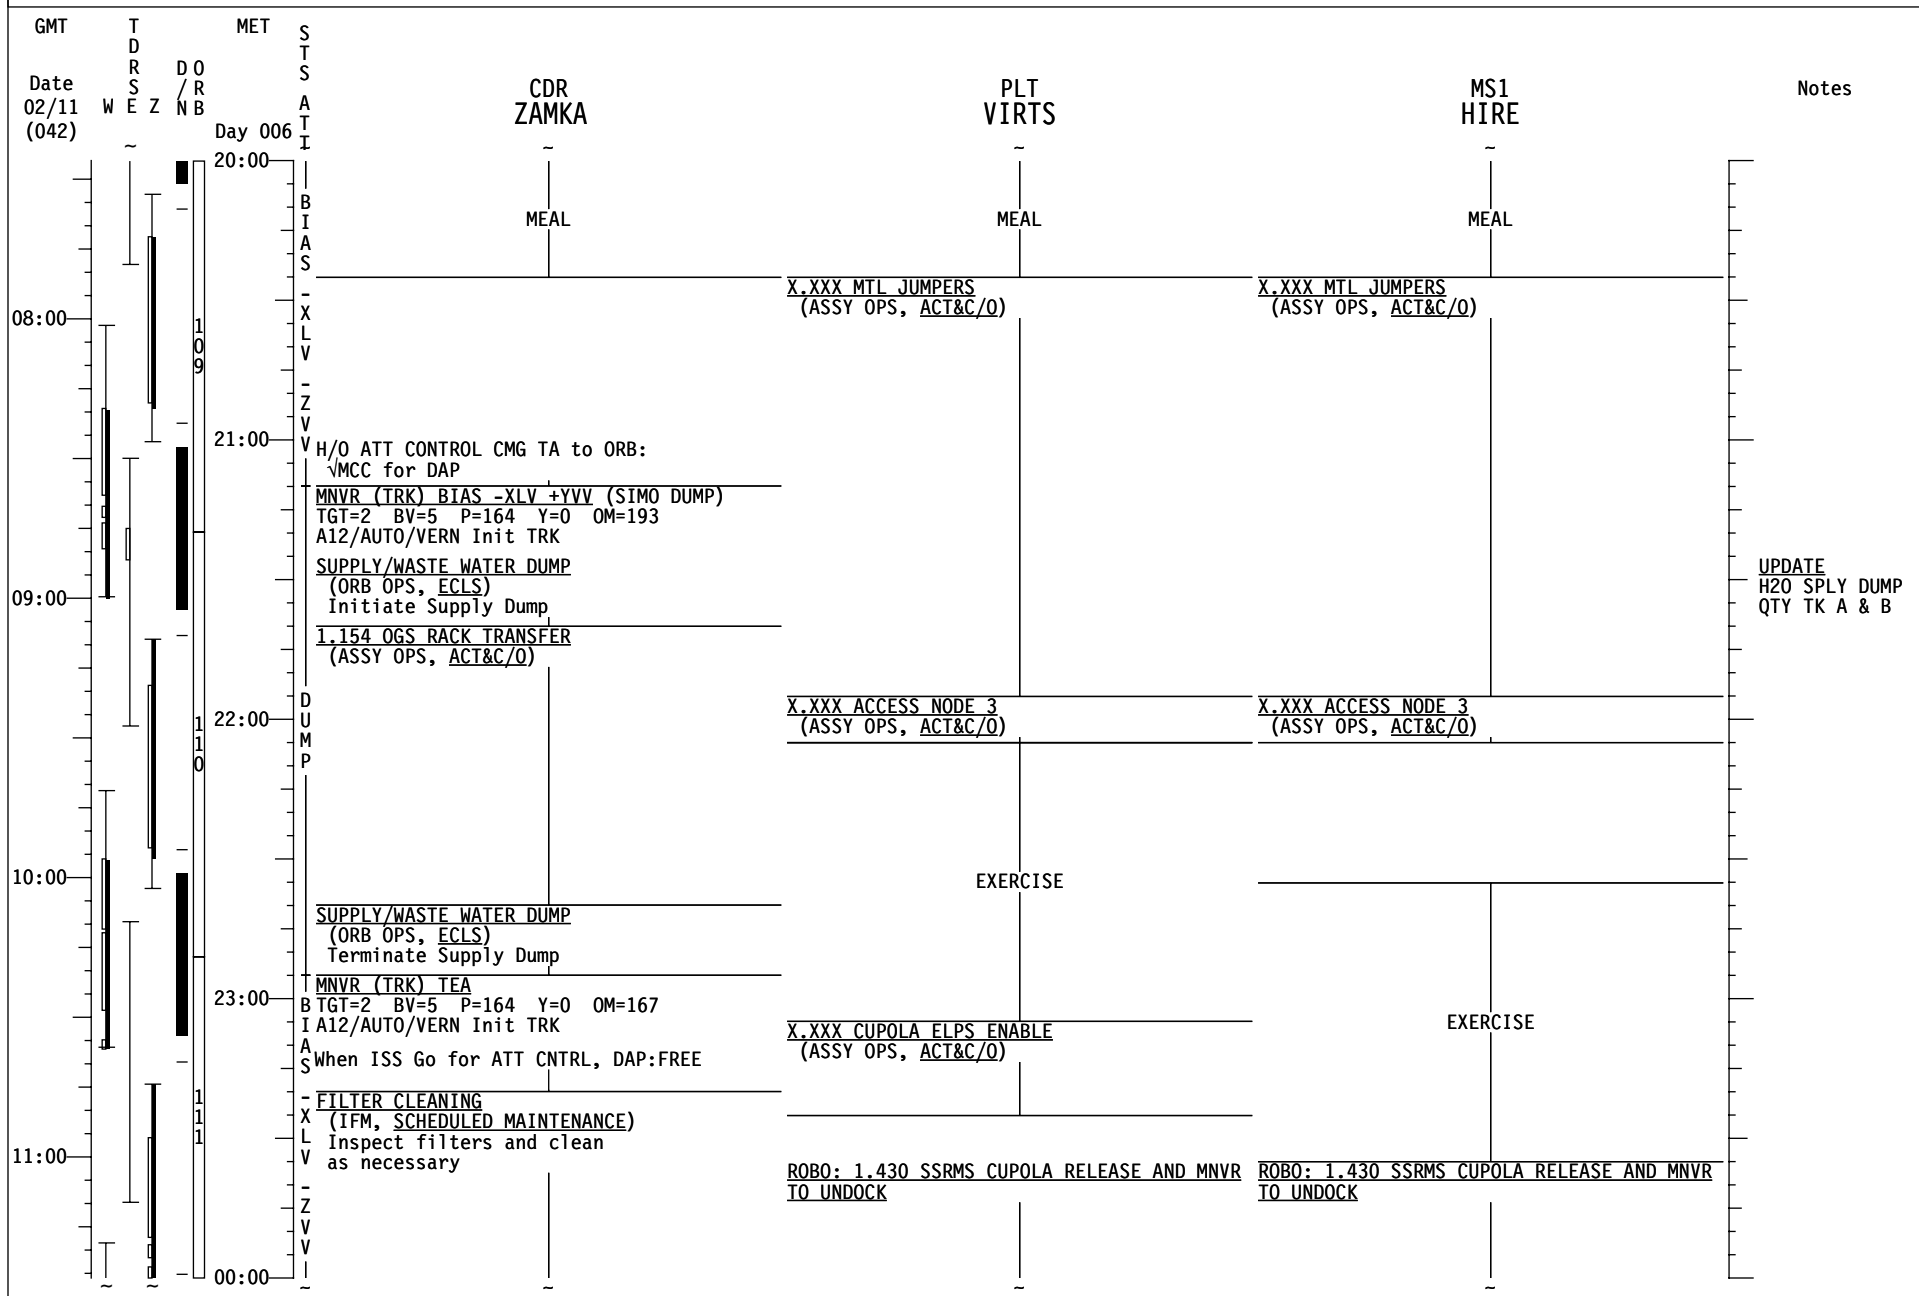 GMT
TDRS
MET
STS ATT
D/N
ORB
Date
02/11
(042)
W E Z
Day 006
CDR
ZAMKA
PLT
VIRTS
MS1
HIRE
Notes
~ ~ ~ ~
20:00
BIAS -XLV -ZVV
MEAL MEAL MEAL
X.XXX MTL JUMPERS
(ASSY OPS, ACT&C/O)
X.XXX MTL JUMPERS
(ASSY OPS, ACT&C/O)
08:00
109
21:00
H/O ATT CONTROL CMG TA to ORB:
√MCC for DAP
MNVR (TRK) BIAS -XLV +YVV (SIMO DUMP)
TGT=2 BV=5 P=164 Y=0 OM=193
A12/AUTO/VERN Init TRK
SUPPLY/WASTE WATER DUMP
(ORB OPS, ECLS)
Initiate Supply Dump
UPDATE
H2O SPLY DUMP
QTY TK A & B
09:00
1.154 OGS RACK TRANSFER
(ASSY OPS, ACT&C/O)
DUMP
110
22:00
X.XXX ACCESS NODE 3
(ASSY OPS, ACT&C/O)
X.XXX ACCESS NODE 3
(ASSY OPS, ACT&C/O)
10:00
EXERCISE
SUPPLY/WASTE WATER DUMP
(ORB OPS, ECLS)
Terminate Supply Dump
23:00
BIAS -XLV -ZVV
MNVR (TRK) TEA
TGT=2 BV=5 P=164 Y=0 OM=167
A12/AUTO/VERN Init TRK
When ISS Go for ATT CNTRL, DAP:FREE
X.XXX CUPOLA ELPS ENABLE
(ASSY OPS, ACT&C/O)
EXERCISE
111
FILTER CLEANING
(IFM, SCHEDULED MAINTENANCE)
Inspect filters and clean
as necessary
11:00
ROBO: 1.430 SSRMS CUPOLA RELEASE AND MNVR
TO UNDOCK
ROBO: 1.430 SSRMS CUPOLA RELEASE AND MNVR
TO UNDOCK
00:00
~ ~ ~ ~ ~ ~